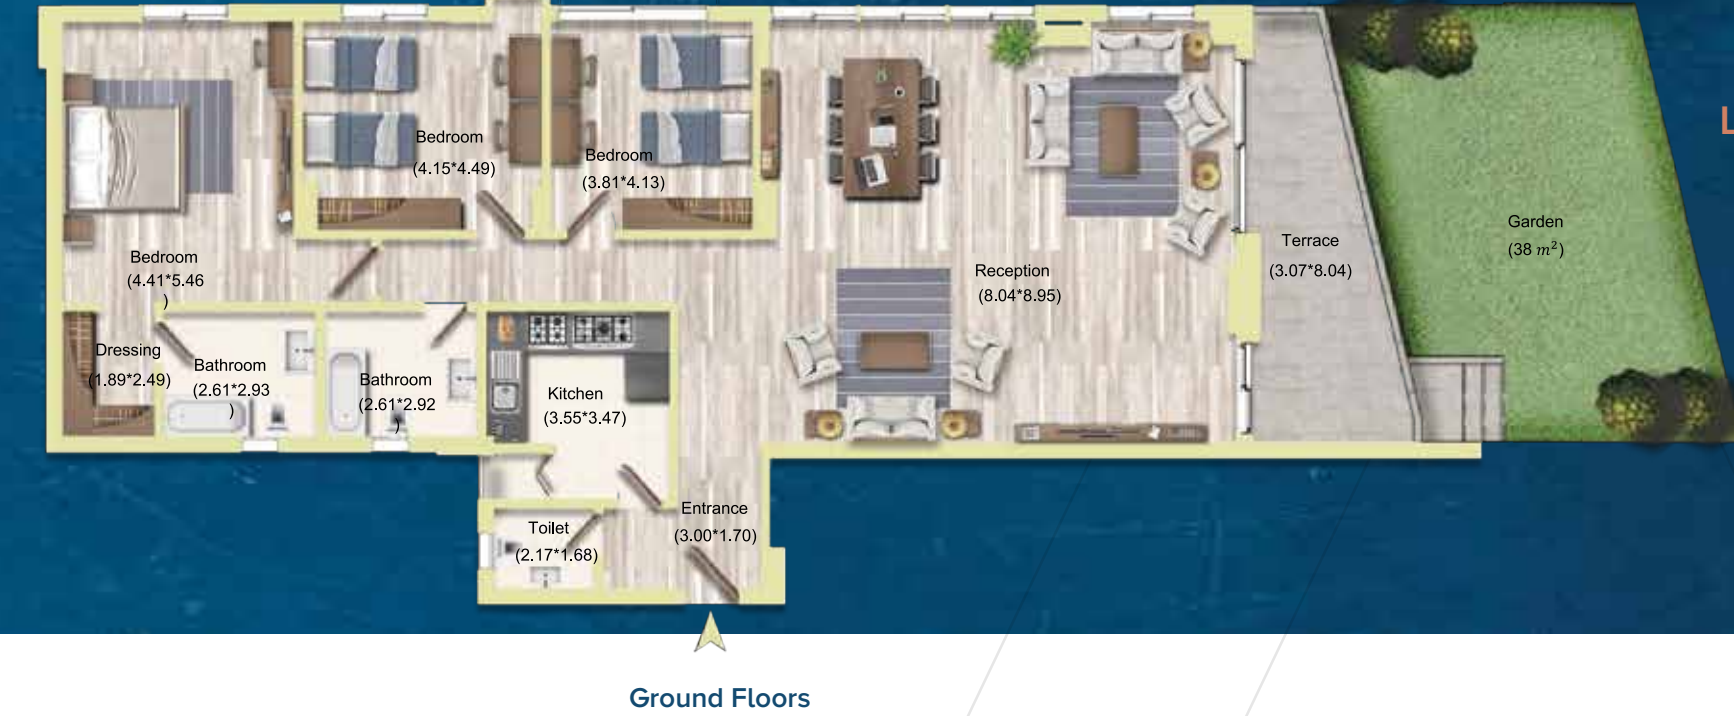 Bedroom
(4.15*4.49)
Bedroom
(3.81*4.13)
Bedroom
(4.41*5.46
)
Reception
(8.04*8.95)
Terrace
(3.07*8.04)
Garden
(38 m²)
L
Dressing
(1.89*2.49)
Bathroom
(2.61*2.93
)
Bathroom
(2.61*2.92
)
Kitchen
(3.55*3.47)
Entrance
(3.00*1.70)
Toilet
(2.17*1.68)
Ground Floors